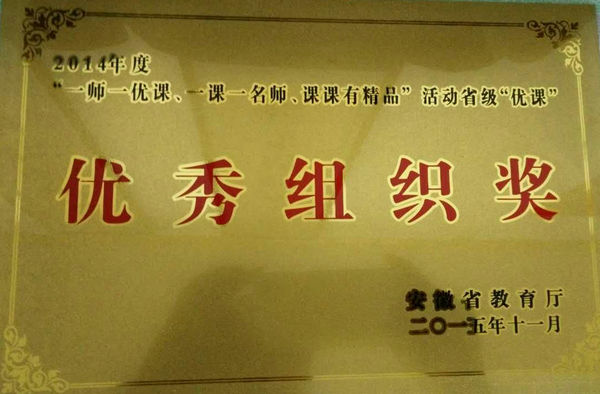 2014年度
“一师一优课、一课一名师、课课有精品”活动省级“优课”
优秀组织奖
安徽省教育厅
二〇一五年十一月